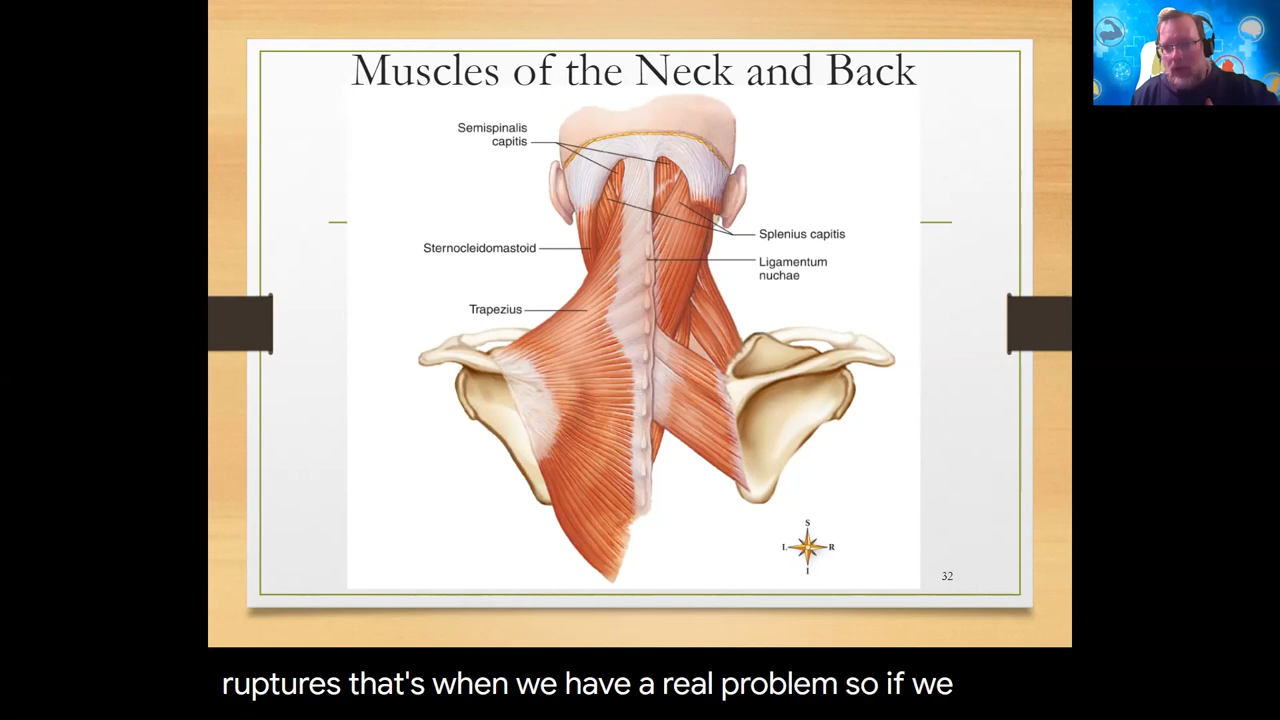 Muscles of the Neck and Back
Semispinalis
capitis
Splenius capitis
Sternocleidomastoid
Ligamentum
nuchae
Trapezius
S
L R
I
32
ruptures that's when we have a real problem so if we